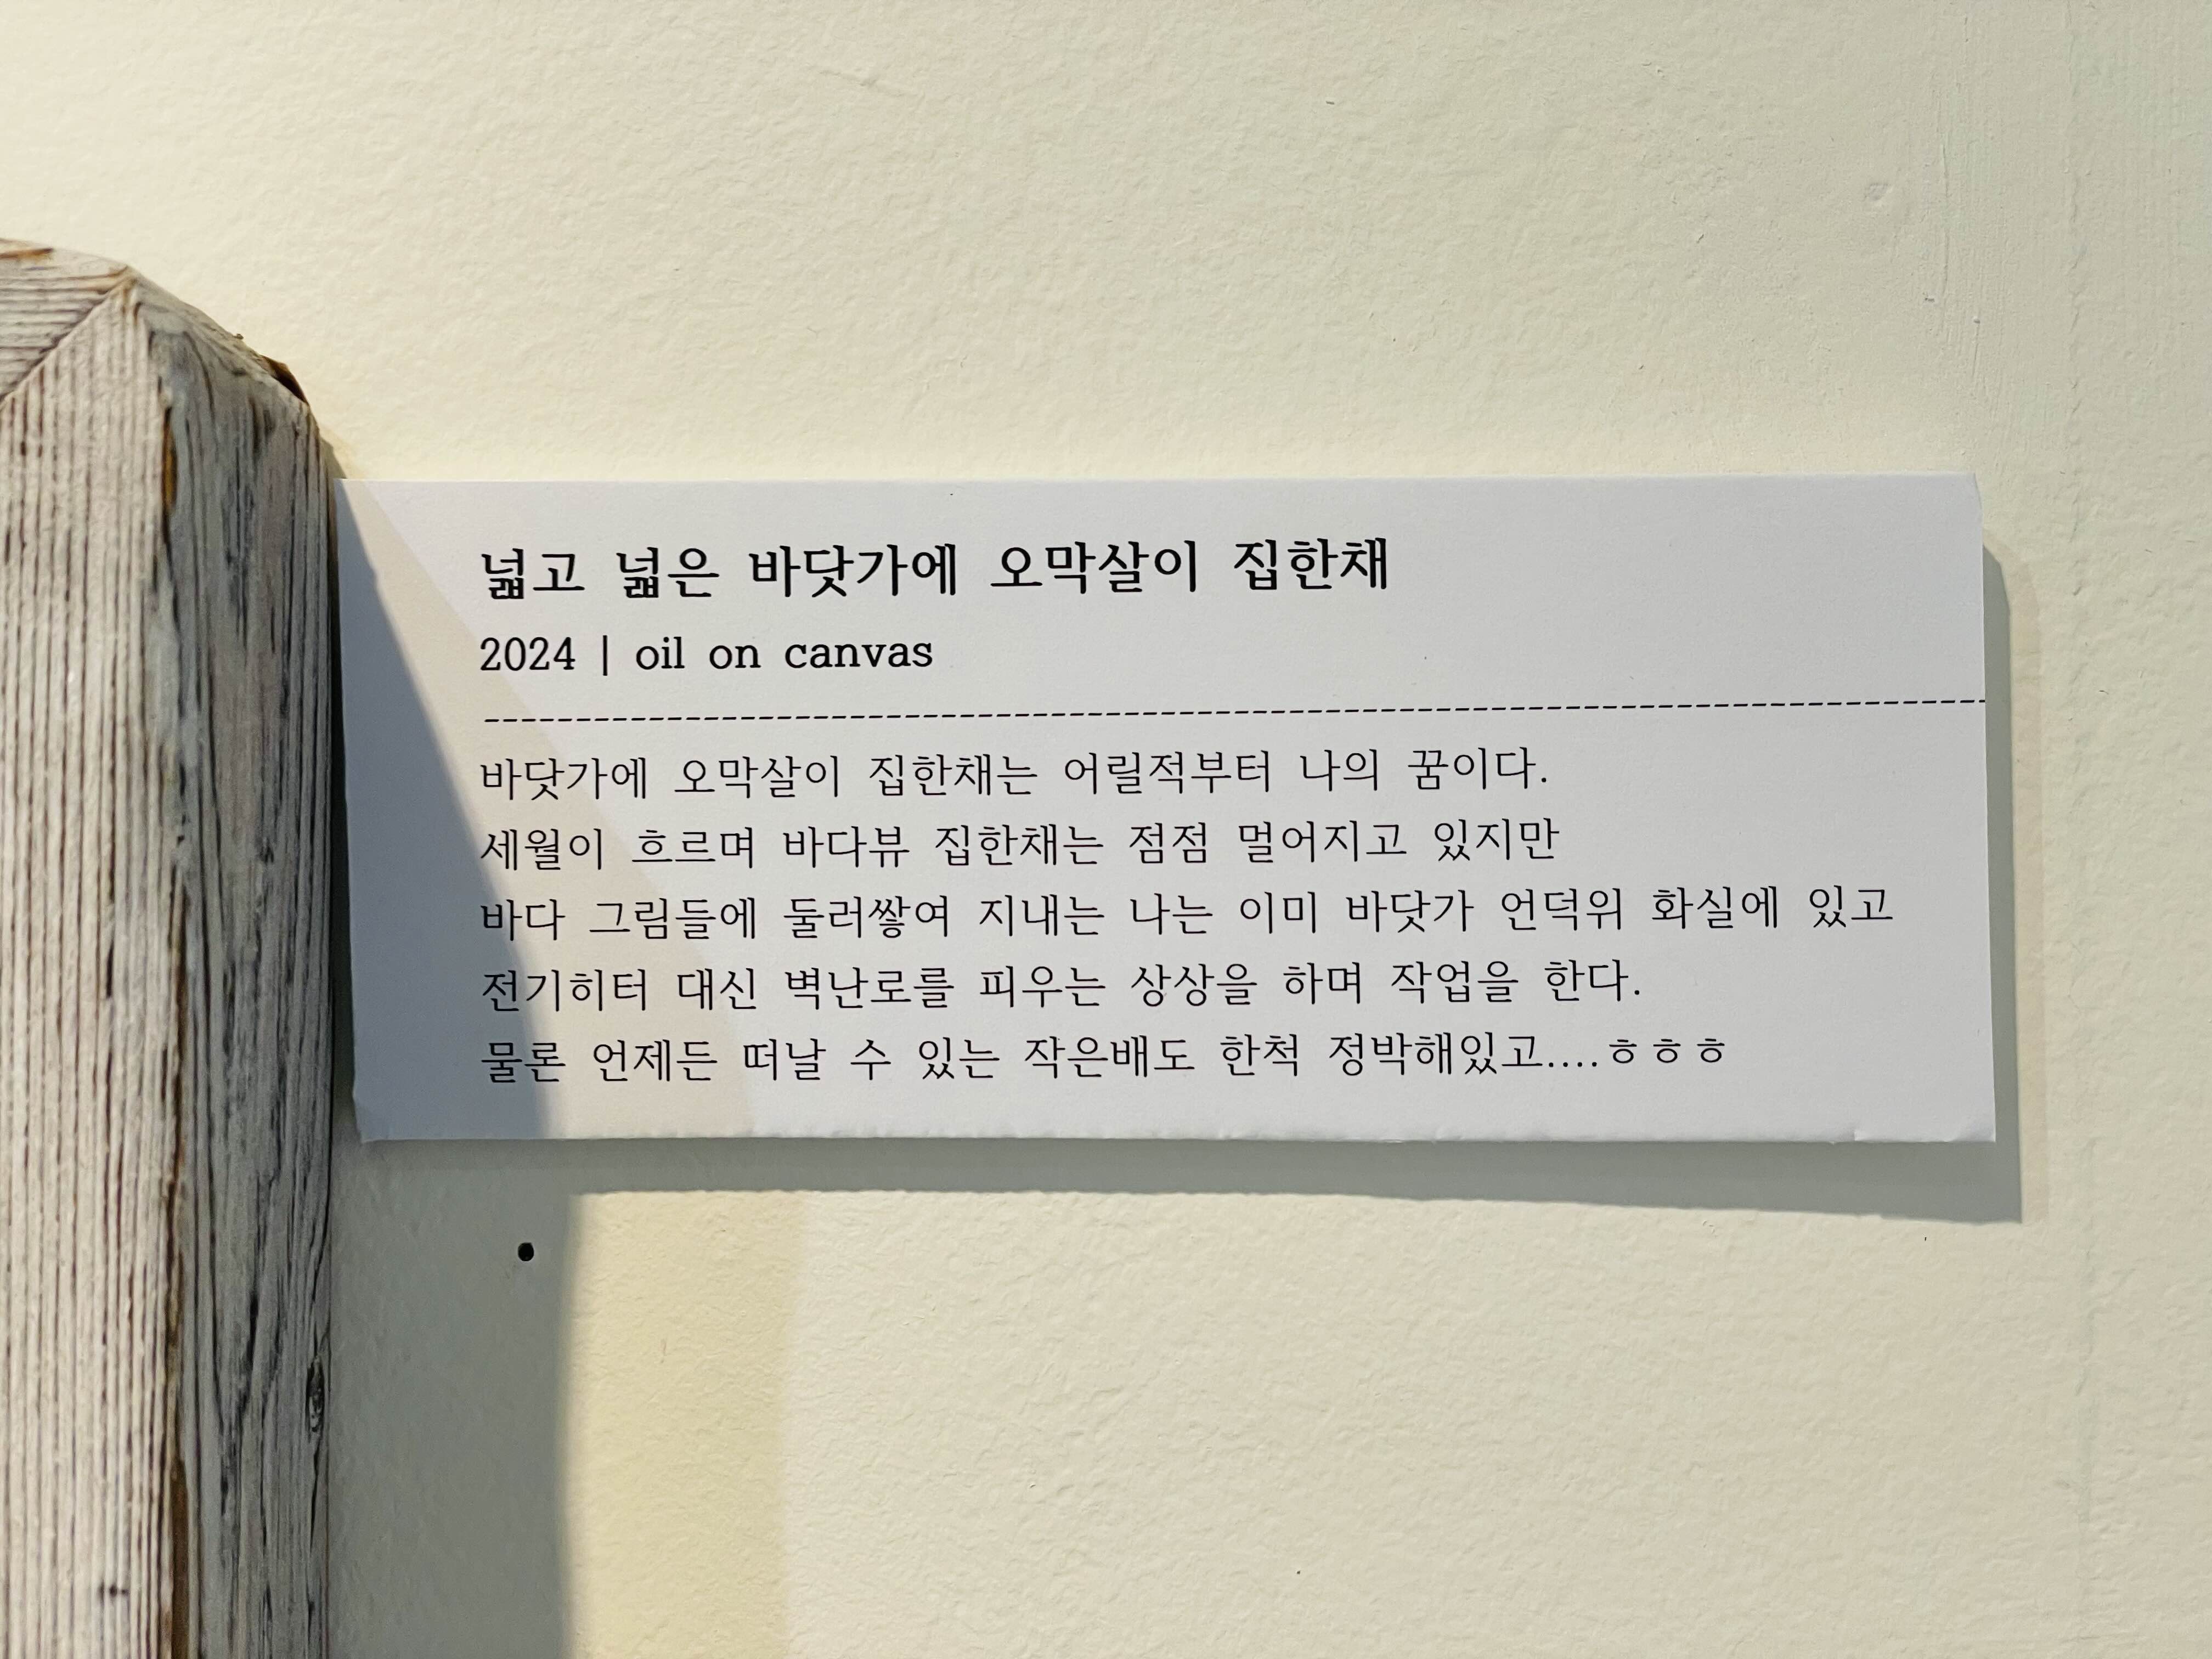 넓고 넓은 바닷가에 오막살이 집한채
2024 | oil on canvas
바닷가에 오막살이 집한채는 어릴적부터 나의 꿈이다.
세월이 흐르며 바다뷰 집한채는 점점 멀어지고 있지만
바다 그림들에 둘러쌓여 지내는 나는 이미 바닷가 언덕위 화실에 있고
전기히터 대신 벽난로를 피우는 상상을 하며 작업을 한다.
물론 언제든 떠날 수 있는 작은배도 한척 정박해있고....ㅎㅎㅎ